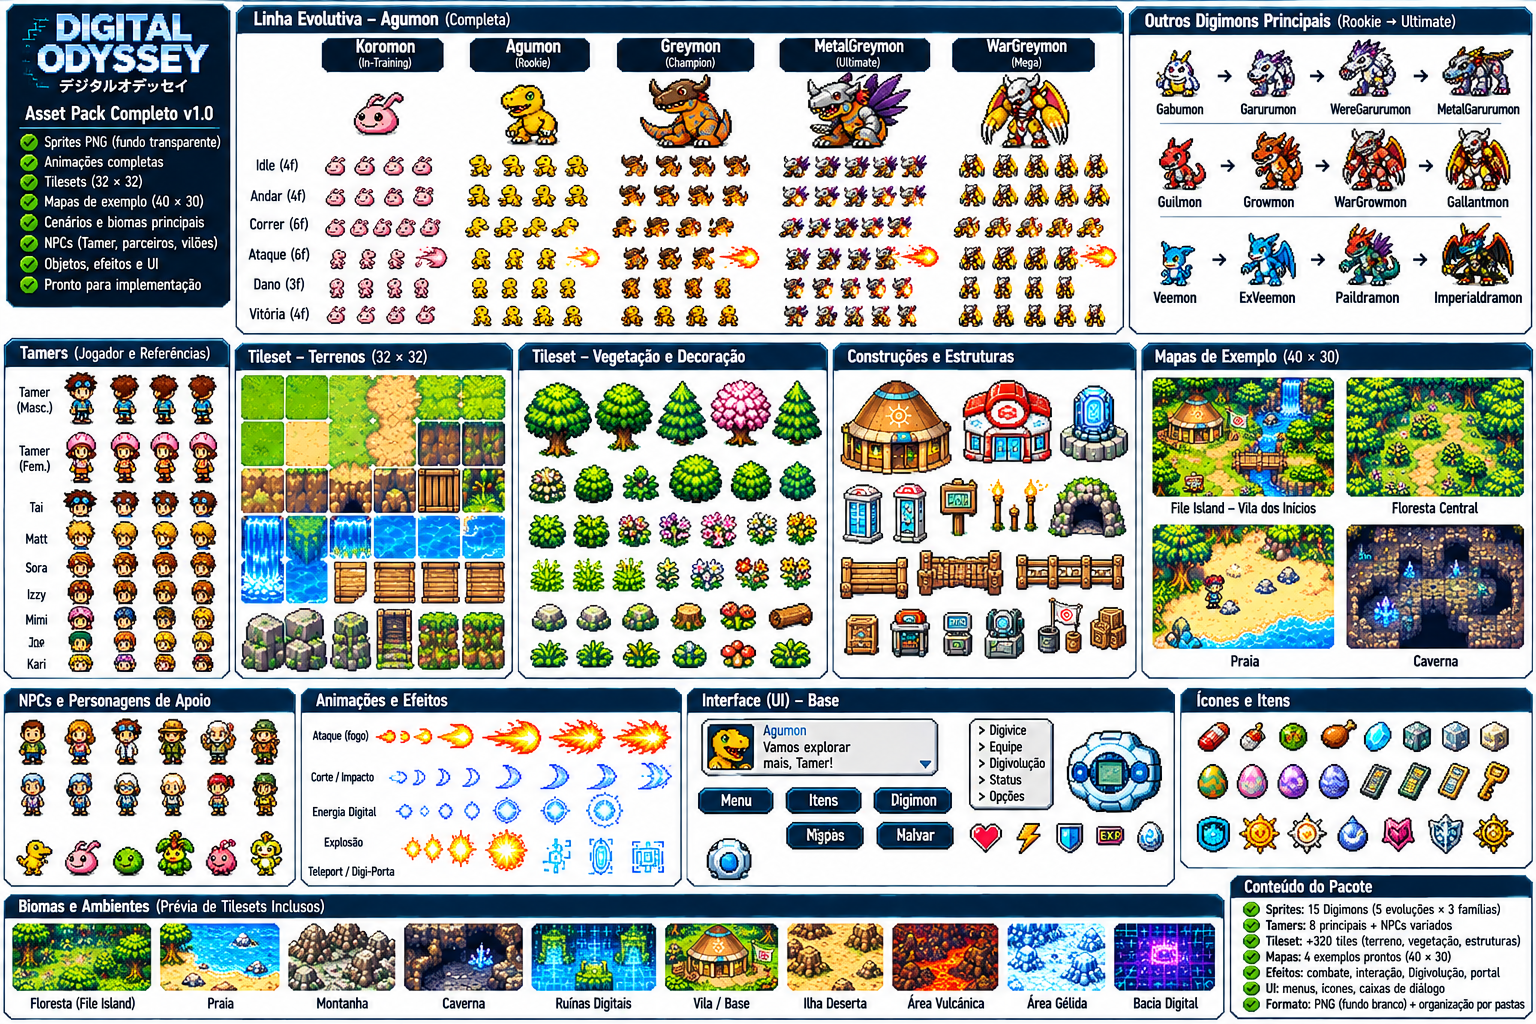 DIGITAL
ODYSSEY
デジタルオデッセイ
Asset Pack Completo v1.0
Sprites PNG (fundo transparente)
Animações completas
Tilesets (32 × 32)
Mapas de exemplo (40 × 30)
Cenários e biomas principais
NPCs (Tamer, parceiros, vilões)
Objetos, efeitos e UI
Pronto para implementação
Linha Evolutiva – Agumon (Completa)
Koromon
(In-Training)
Agumon
(Rookie)
Greymon
(Champion)
MetalGreymon
(Ultimate)
WarGreymon
(Mega)
Idle (4f)
Andar (4f)
Correr (6f)
Ataque (6f)
Dano (3f)
Vitória (4f)
Outros Digimons Principais (Rookie → Ultimate)
Gabumon
Garurumon
WereGarurumon
MetalGarurumon
Guilmon
Growmon
WarGrowmon
Gallantmon
Veemon
ExVeemon
Paildramon
Imperialdramon
Tamers (Jogador e Referências)
Tamer
(Masc.)
Tamer
(Fem.)
Tai
Matt
Sora
Izzy
Mimi
Joe
Kari
Tileset – Terrenos (32 × 32)
Tileset – Vegetação e Decoração
Construções e Estruturas
Mapas de Exemplo (40 × 30)
File Island – Vila dos Inícios
Floresta Central
Praia
Caverna
NPCs e Personagens de Apoio
Animações e Efeitos
Ataque (fogo)
Corte / Impacto
Energia Digital
Explosão
Teleport / Digi-Porta
Interface (UI) – Base
Agumon
Vamos explorar
mais, Tamer!
> Digivice
> Equipe
> Digivolução
> Status
> Opções
Menu
Itens
Digimon
Mapas
Malvar
EXP
Ícones e Itens
Biomas e Ambientes (Prévia de Tilesets Inclusos)
Floresta (File Island)
Praia
Montanha
Caverna
Ruínas Digitais
Vila / Base
Ilha Deserta
Área Vulcánica
Área Gélida
Bacia Digital
Conteúdo do Pacote
Sprites: 15 Digimons (5 evoluções × 3 famílias)
Tamers: 8 principais + NPCs variados
Tileset: +320 tiles (terreno, vegetação, estruturas)
Mapas: 4 exemplos prontos (40 × 30)
Efeitos: combate, interação, Digivolução, portal
UI: menus, ícones, caixas de diálogo
Formato: PNG (fundo branco) + organização por pastas